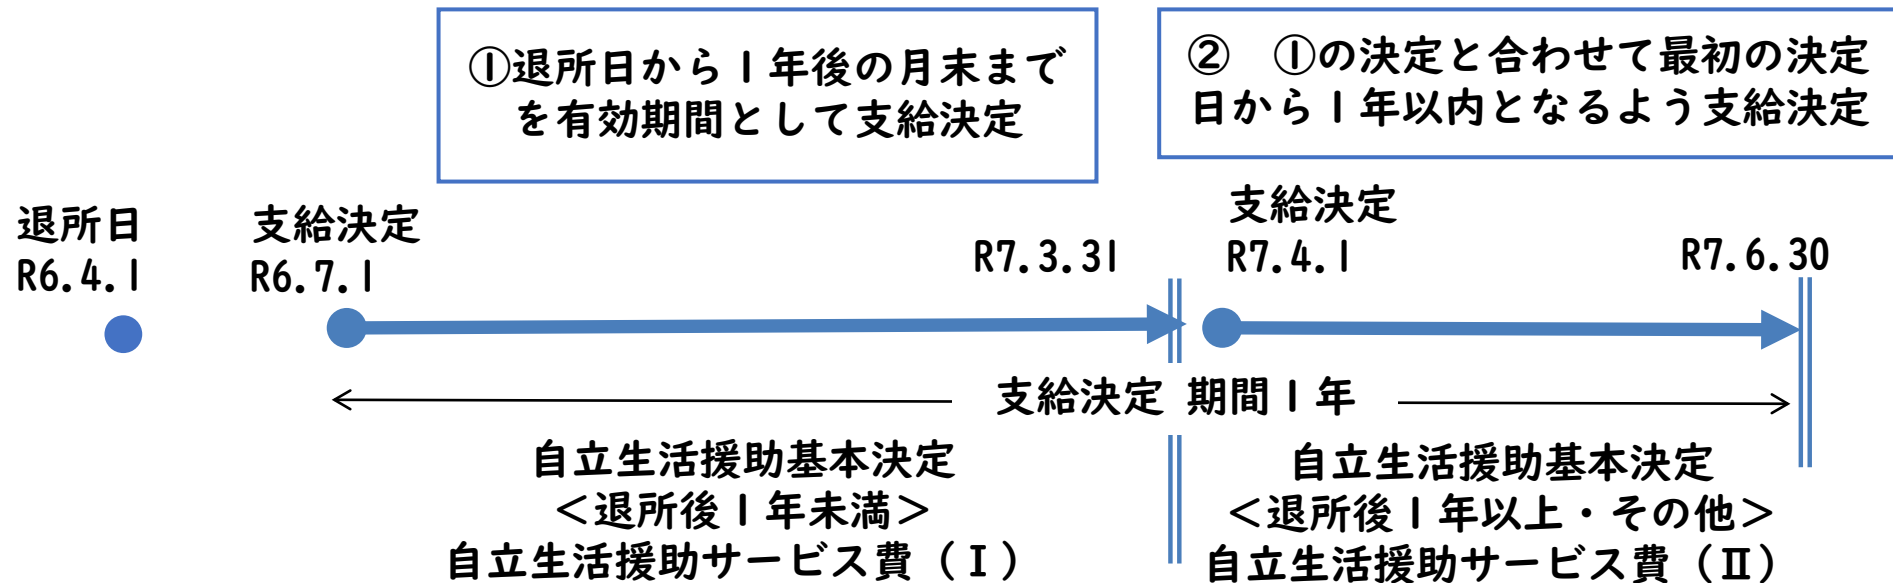 ①退所日から1年後の月末まで
を有効期間として支給決定
②　①の決定と合わせて最初の決定
日から1年以内となるよう支給決定
退所日
R6.4.1
支給決定
R6.7.1
R7.3.31
支給決定
R7.4.1
R7.6.30
支給決定 期間1年
自立生活援助基本決定
＜退所後1年未満＞
自立生活援助サービス費（Ⅰ）
自立生活援助基本決定
＜退所後1年以上・その他＞
自立生活援助サービス費（Ⅱ）